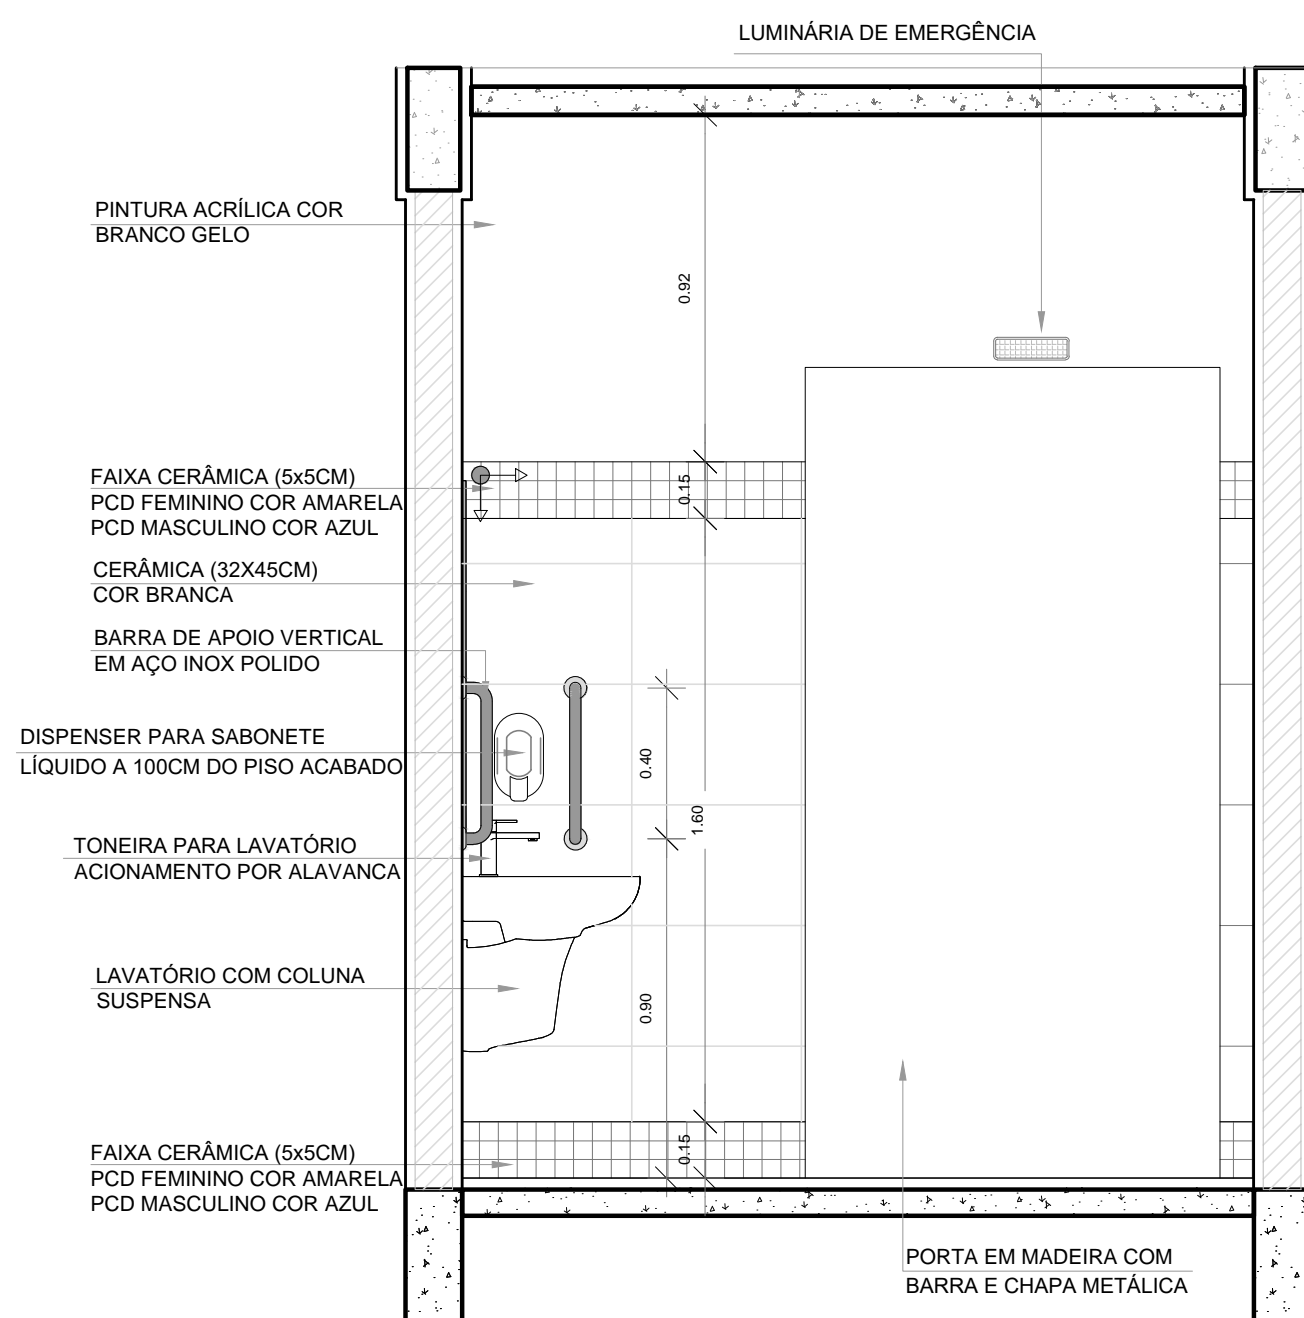 LUMINÁRIA DE EMERGÊNCIA
PINTURA ACRÍLICA COR
BRANCO GELO
0.92
FAIXA CERÂMICA (5x5CM)
PCD FEMININO COR AMARELA
PCD MASCULINO COR AZUL
0.15
CERÂMICA (32X45CM)
COR BRANCA
BARRA DE APOIO VERTICAL
EM AÇO INOX POLIDO
DISPENSER PARA SABONETE
LÍQUIDO A 100CM DO PISO ACABADO
0.40
1.60
TONEIRA PARA LAVATÓRIO
ACIONAMENTO POR ALAVANCA
LAVATÓRIO COM COLUNA
SUSPENSA
0.90
FAIXA CERÂMICA (5x5CM)
PCD FEMININO COR AMARELA
PCD MASCULINO COR AZUL
0.15
PORTA EM MADEIRA COM
BARRA E CHAPA METÁLICA